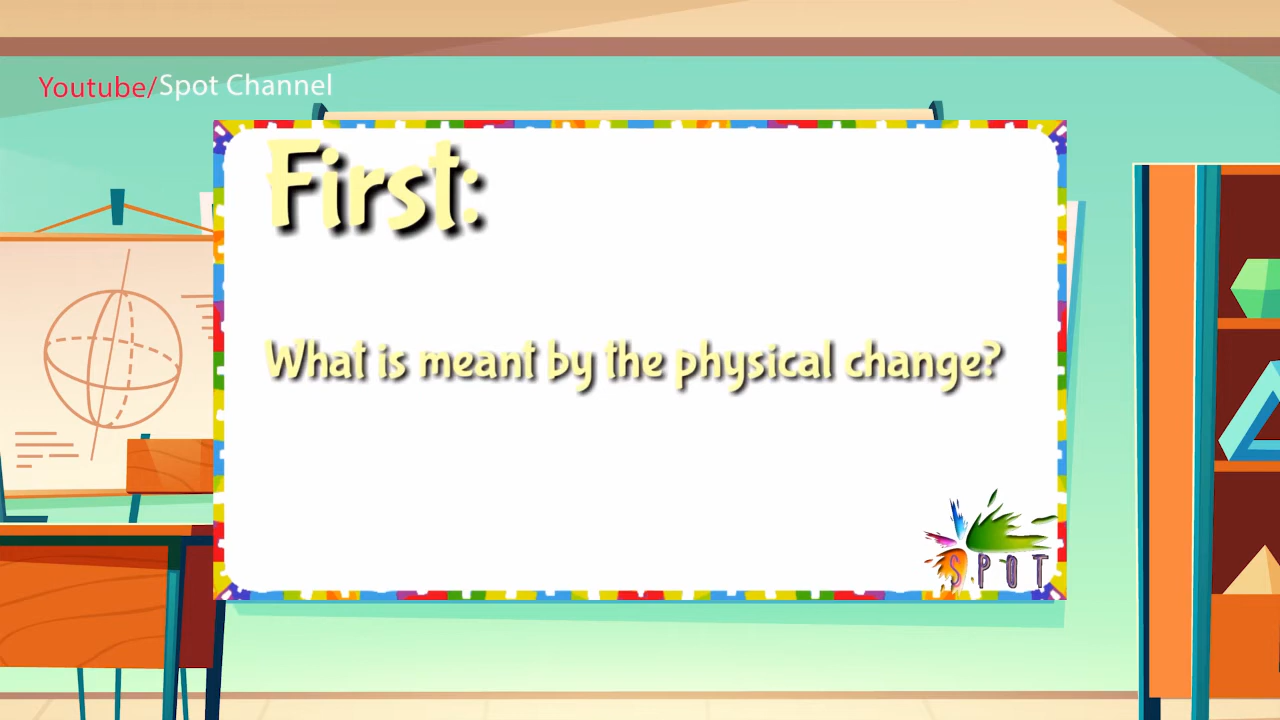 Youtube/Spot Channel
First:
What is meant by the physical change?
SPOT